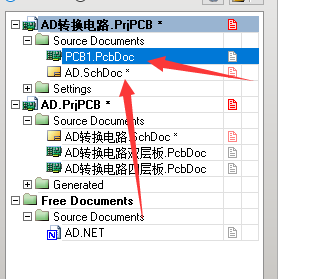 AD转换电路.PrjPCB *
Source Documents
PCB1.PcbDoc
AD.SchDoc *
Settings
AD.PrjPCB *
Source Documents
AD转换电路.SchDoc *
AD转换电路双层板.PcbDoc
AD转换电路四层板.PcbDoc
Generated
Free Documents
Source Documents
AD.NET